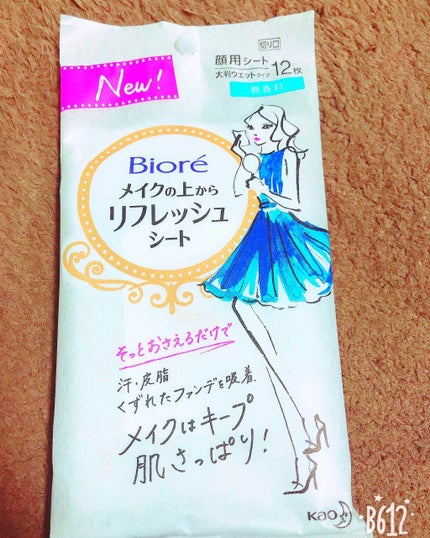 New!
切り口
顔用シート
大判ウエットタイプ 12枚
無香料
Bioré
メイクの上から
リフレッシュ
シート
そっとおさえるだけで
汗・皮脂
くずれたファンデを吸着
メイクはキープ
肌さっぱり!
Kao
B612